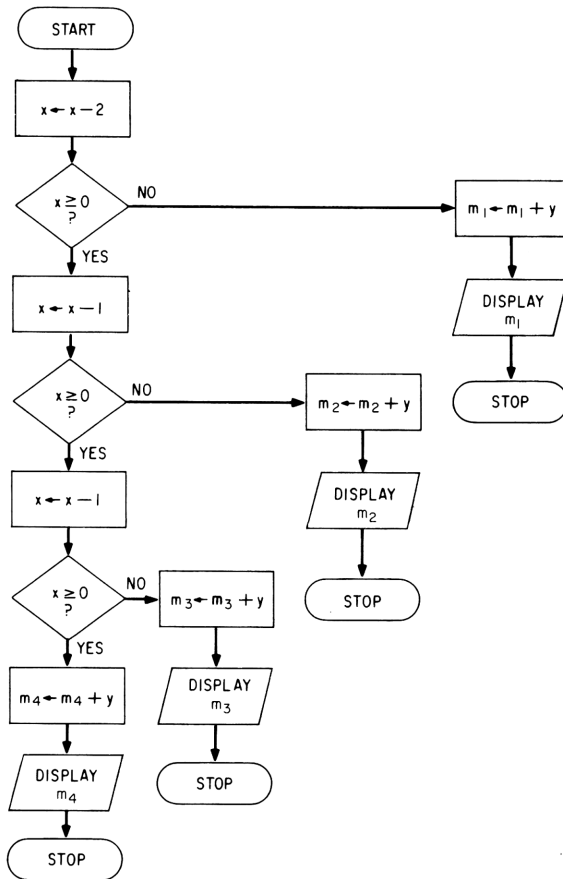 START
x ← x − 2
x ≥ 0
?
NO
YES
m₁ ← m₁ + y
DISPLAY
m₁
STOP
x ← x − 1
x ≥ 0
?
NO
YES
m₂ ← m₂ + y
DISPLAY
m₂
STOP
x ← x − 1
x ≥ 0
?
NO
YES
m₃ ← m₃ + y
DISPLAY
m₃
STOP
m₄ ← m₄ + y
DISPLAY
m₄
STOP